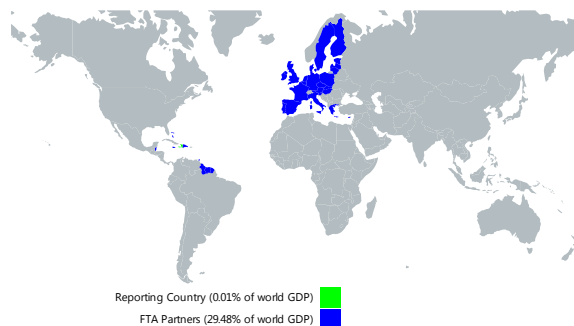 Reporting Country (0.01% of world GDP)
FTA Partners (29.48% of world GDP)